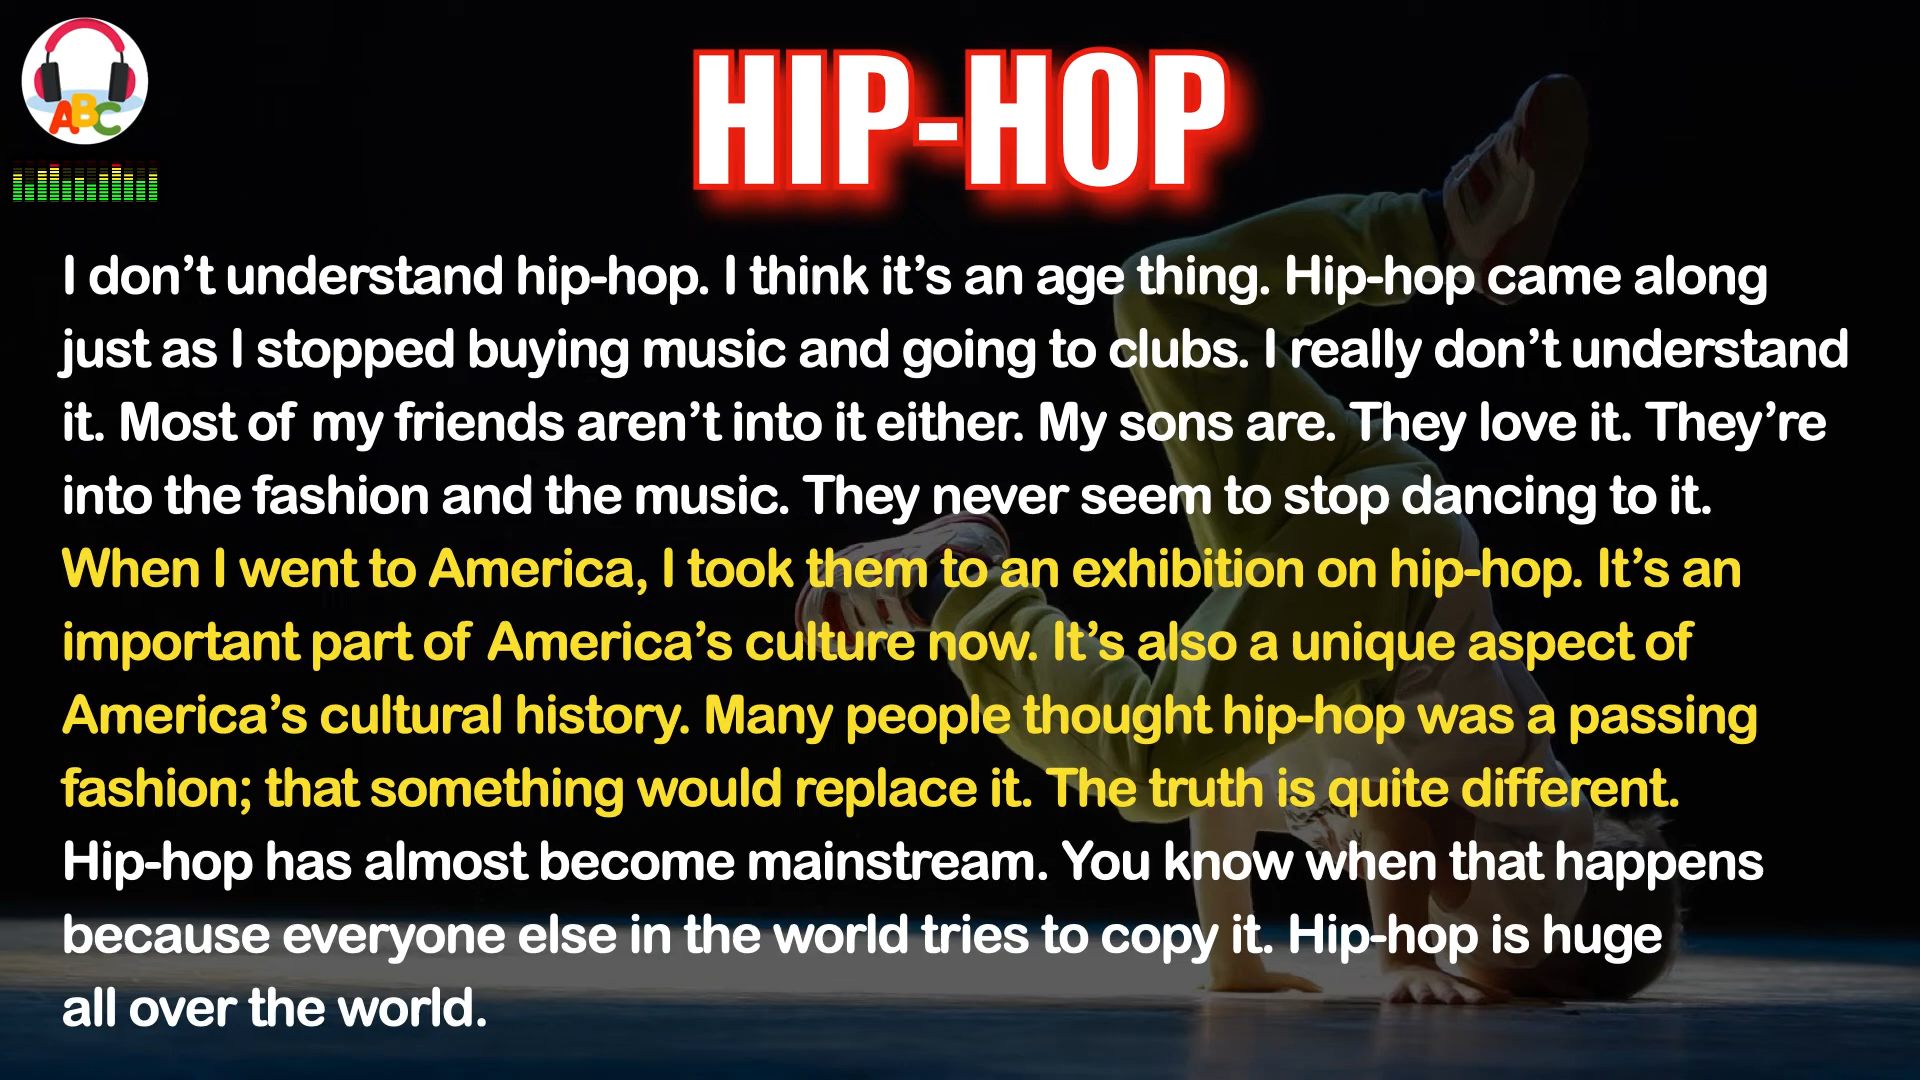 ABC
HIP-HOP
I don’t understand hip-hop. I think it’s an age thing. Hip-hop came along
just as I stopped buying music and going to clubs. I really don’t understand
it. Most of my friends aren’t into it either. My sons are. They love it. They’re
into the fashion and the music. They never seem to stop dancing to it.
When I went to America, I took them to an exhibition on hip-hop. It’s an
important part of America’s culture now. It’s also a unique aspect of
America’s cultural history. Many people thought hip-hop was a passing
fashion; that something would replace it. The truth is quite different.
Hip-hop has almost become mainstream. You know when that happens
because everyone else in the world tries to copy it. Hip-hop is huge
all over the world.